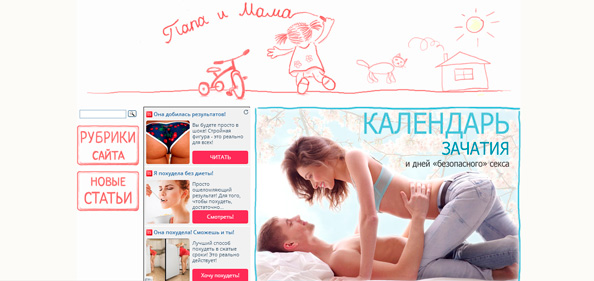 Папа и Мама
РУБРИКИ
САЙТА
НОВЫЕ
СТАТЬИ
Она добилась результатов!
Вы будете просто в
шоке! Стройная
фигура - это реально
для всех!
ЧИТАТЬ
Я похудела без диеты!
Просто
ошеломляющий
результат! Для того,
чтобы похудеть,
достаточно...
Смотреть!
Она похудела! Сможешь и ты!
Лучший способ
похудеть в сжатые
сроки! Это реально
действует!
Хочу похудеть!
КАЛЕНДАРЬ
ЗАЧАТИЯ
и дней «безопасного» секса